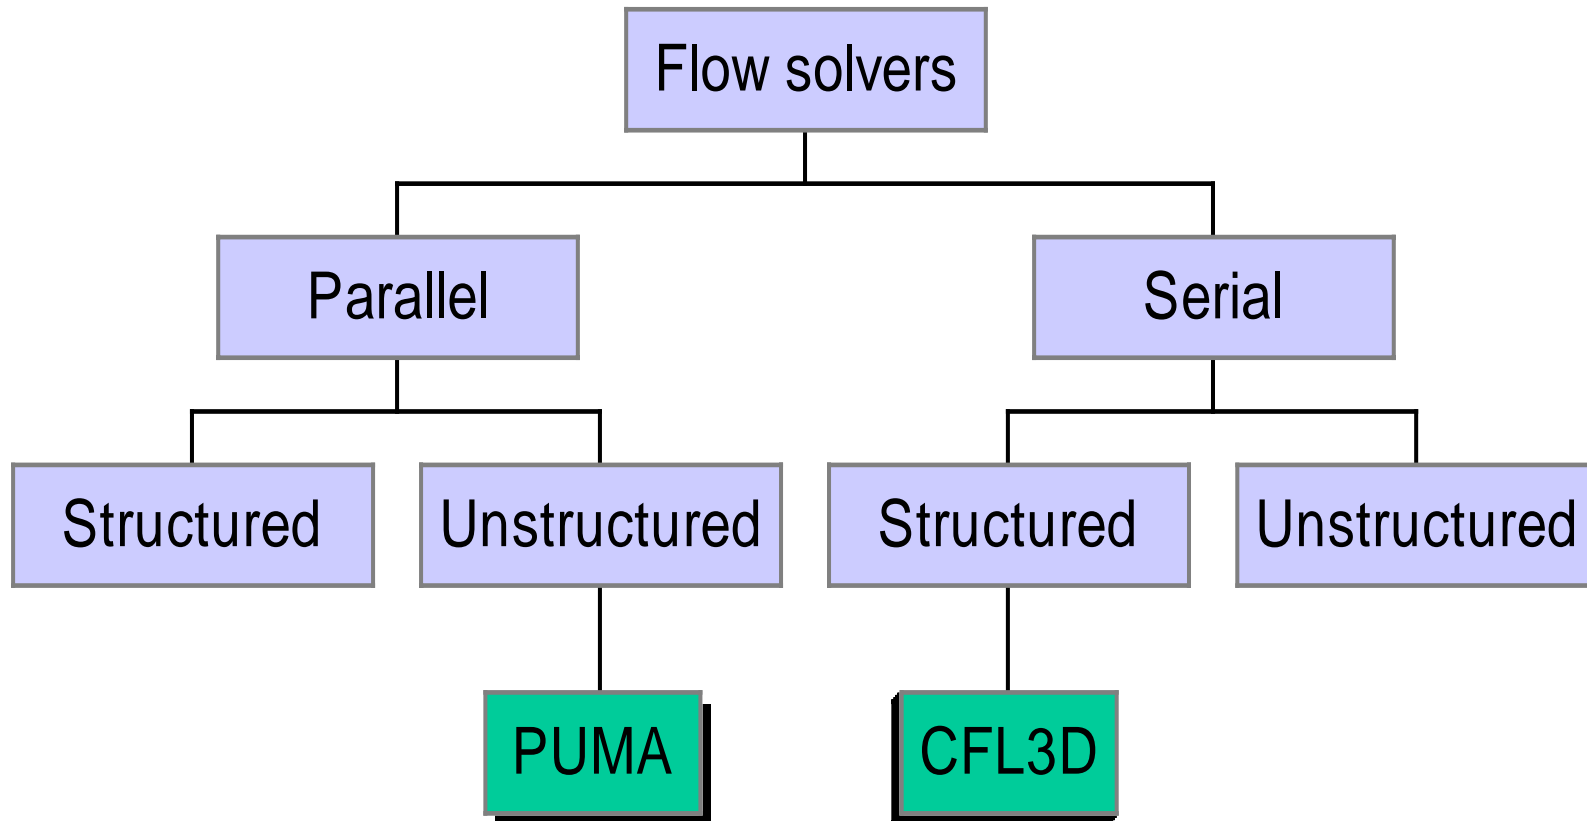 Flow solvers
Parallel
Serial
Structured
Unstructured
Structured
Unstructured
PUMA
CFL3D